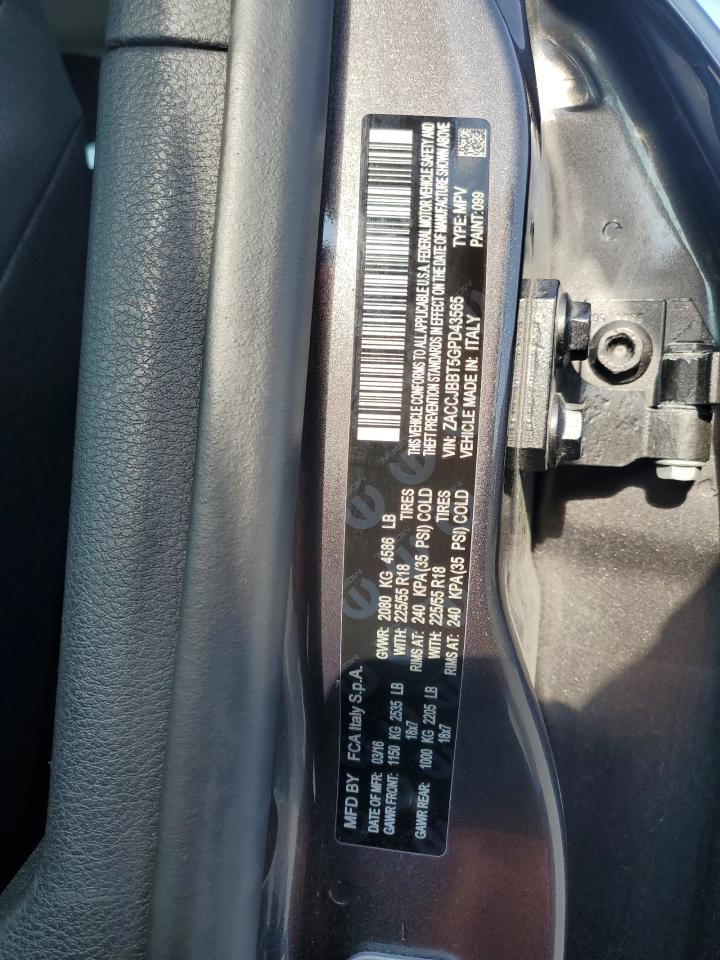 MFD BY FCA Italy S.p.A.
DATE OF MFR: 03/16 GVWR: 2080 KG 4586 LB
GAWR FRONT: 1150 KG 2535 LB WITH: 225/55 R18 TIRES
18x7 RIMS AT: 240 KPA(35 PSI) COLD
GAWR REAR: 1000 KG 2205 LB WITH: 225/55 R18 TIRES
18x7 RIMS AT: 240 KPA(35 PSI) COLD
THIS VEHICLE CONFORMS TO ALL APPLICABLE U.S.A. FEDERAL MOTOR VEHICLE SAFETY AND
THEFT PREVENTION STANDARDS IN EFFECT ON THE DATE OF MANUFACTURE SHOWN ABOVE.
VIN: ZACCJBBT5GPD43565 TYPE: MPV
VEHICLE MADE IN: ITALY PAINT: 099